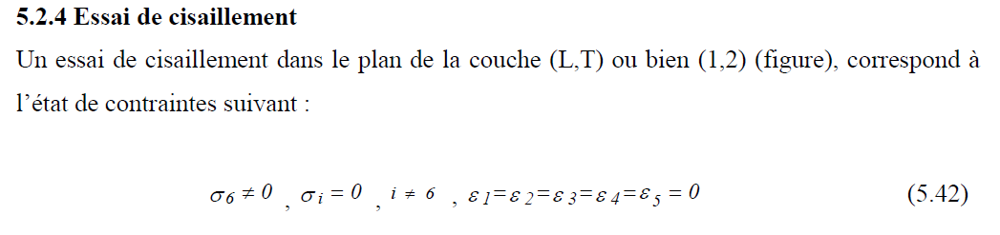 5.2.4 Essai de cisaillement
Un essai de cisaillement dans le plan de la couche (L,T) ou bien (1,2) (figure), correspond à
l’état de contraintes suivant :
σ6 ≠ 0 , σi = 0 , i ≠ 6 , ε1=ε2=ε3=ε4=ε5 = 0 (5.42)